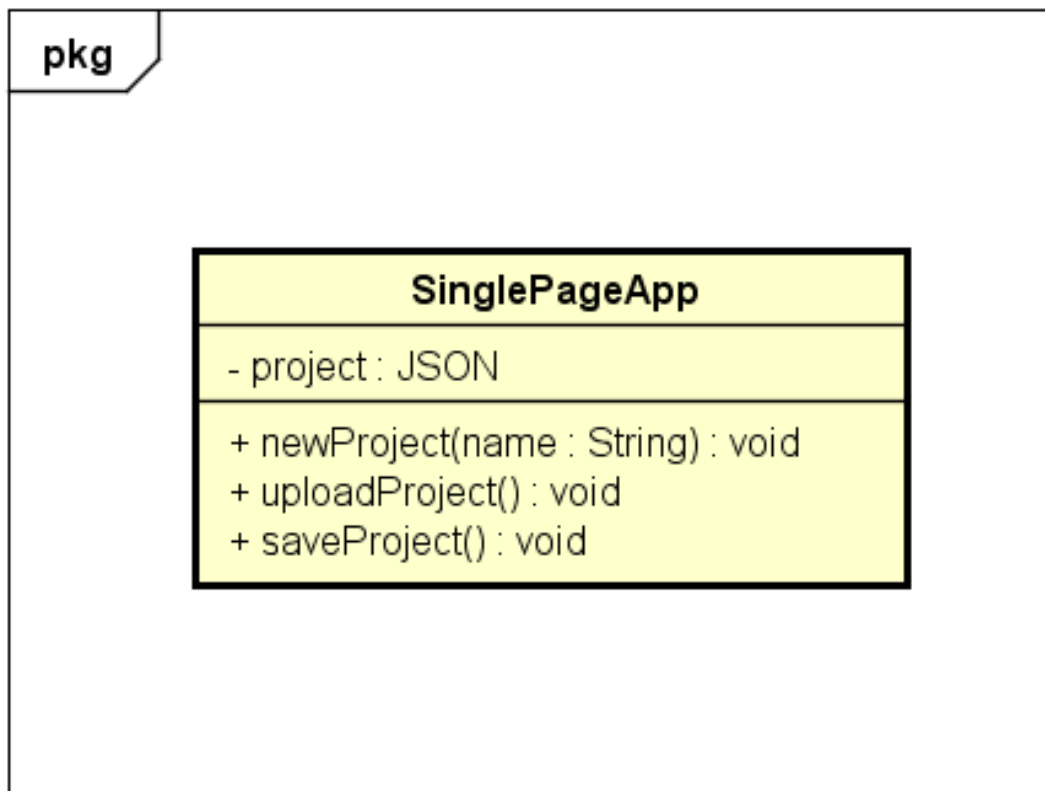 pkg
SinglePageApp
- project : JSON
+ newProject(name : String) : void
+ uploadProject() : void
+ saveProject() : void